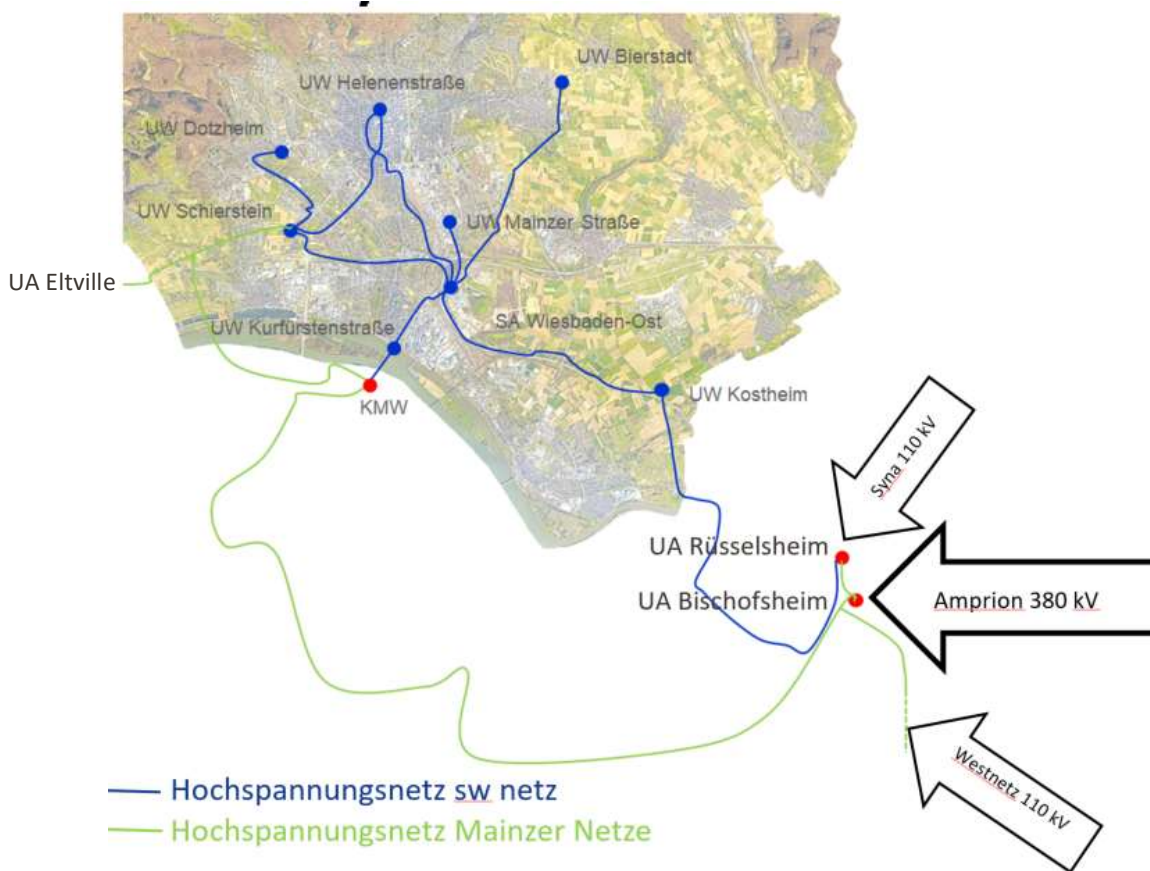 UW Bierstadt
UW Helenenstraße
UW Dotzheim
UW Schierstein
UW Mainzer Straße
UA Eltville
SA Wiesbaden-Ost
UW Kurfürstenstraße
UW Kostheim
KMW
Syna 110 kV
UA Rüsselsheim
UA Bischofsheim
Amprion 380 kV
Westnetz 110 kV
Hochspannungsnetz sw netz
Hochspannungsnetz Mainzer Netze